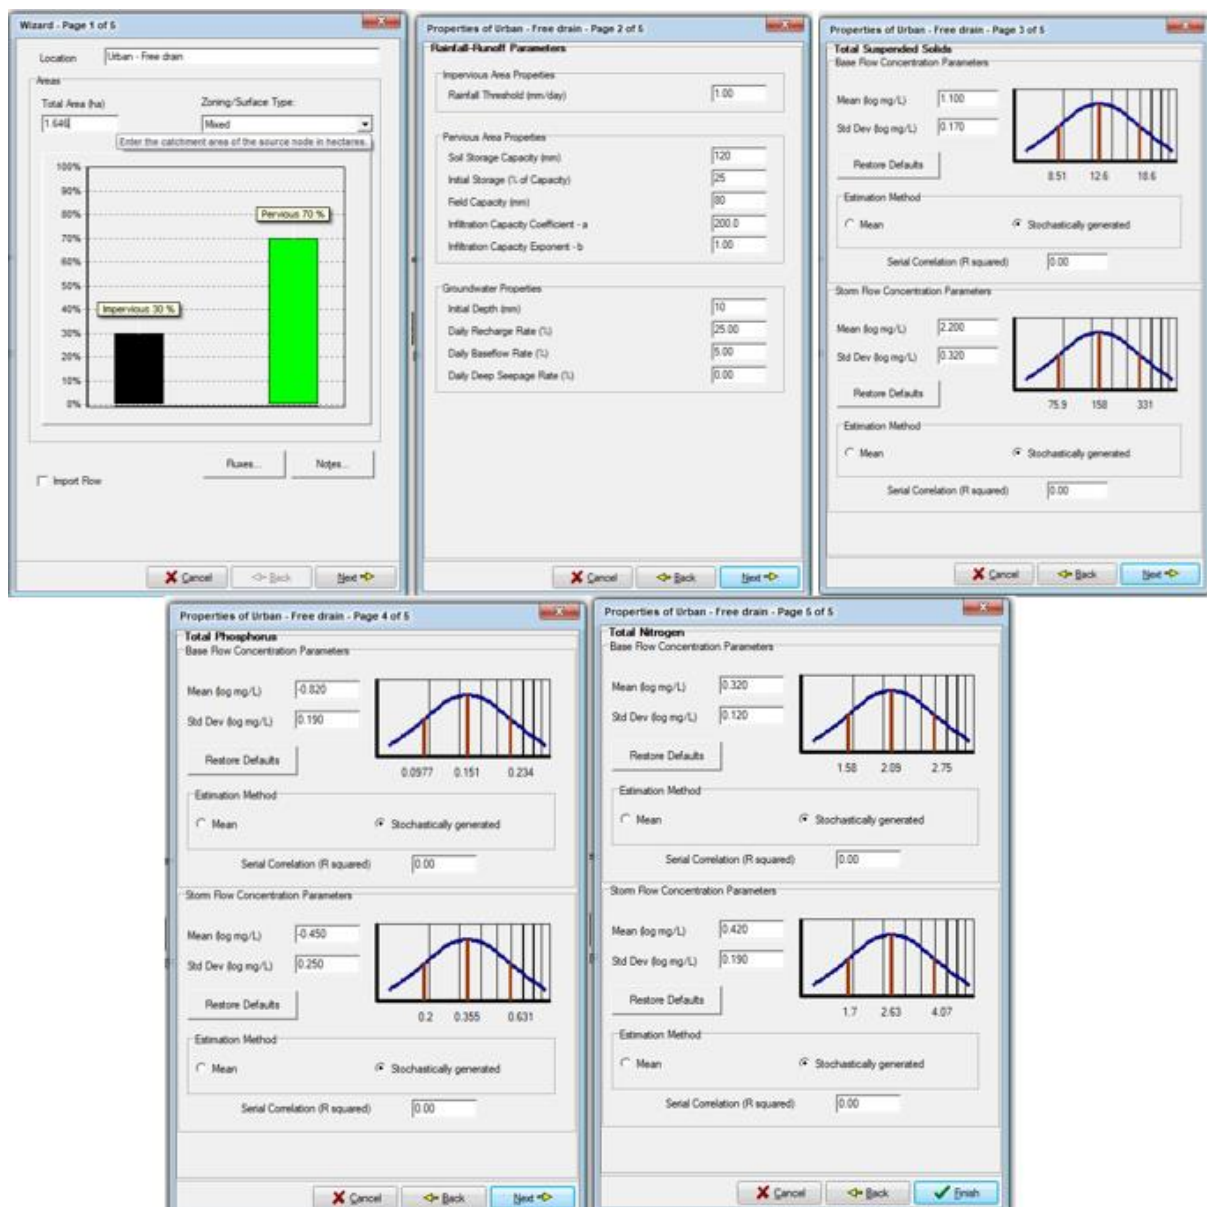 Wizard - Page 1 of 5
Location Urban - Free drain
Areas
Total Area (ha) Zoning/Surface Type:
1.646 Mixed
Enter the catchment area of the source node in hectares.
100%
90%
80%
Pervious 70 %
70%
60%
50%
40%
Impervious 30 %
30%
20%
10%
0%
Fluxes... Notes...
Import Flow
Cancel Back Next
Properties of Urban - Free drain - Page 2 of 5
Rainfall-Runoff Parameters
Impervious Area Properties
Rainfall Threshold (mm/day) 1.00
Pervious Area Properties
Soil Storage Capacity (mm) 120
Initial Storage (% of Capacity) 25
Field Capacity (mm) 80
Infiltration Capacity Coefficient - a 200.0
Infiltration Capacity Exponent - b 1.00
Groundwater Properties
Initial Depth (mm) 10
Daily Recharge Rate (%) 25.00
Daily Baseflow Rate (%) 5.00
Daily Deep Seepage Rate (%) 0.00
Cancel Back Next
Properties of Urban - Free drain - Page 3 of 5
Total Suspended Solids
Base Flow Concentration Parameters
Mean (log mg/L) 1.100
Std Dev (log mg/L) 0.170
Restore Defaults
8.51 12.6 18.6
Estimation Method
Mean Stochastically generated
Serial Correlation (R squared) 0.00
Storm Flow Concentration Parameters
Mean (log mg/L) 2.200
Std Dev (log mg/L) 0.320
Restore Defaults
75.9 158 331
Estimation Method
Mean Stochastically generated
Serial Correlation (R squared) 0.00
Cancel Back Next
Properties of Urban - Free drain - Page 4 of 5
Total Phosphorus
Base Flow Concentration Parameters
Mean (log mg/L) -0.820
Std Dev (log mg/L) 0.190
Restore Defaults
0.0977 0.151 0.234
Estimation Method
Mean Stochastically generated
Serial Correlation (R squared) 0.00
Storm Flow Concentration Parameters
Mean (log mg/L) -0.450
Std Dev (log mg/L) 0.250
Restore Defaults
0.2 0.355 0.631
Estimation Method
Mean Stochastically generated
Serial Correlation (R squared) 0.00
Cancel Back Next
Properties of Urban - Free drain - Page 5 of 5
Total Nitrogen
Base Flow Concentration Parameters
Mean (log mg/L) 0.320
Std Dev (log mg/L) 0.120
Restore Defaults
1.58 2.09 2.75
Estimation Method
Mean Stochastically generated
Serial Correlation (R squared) 0.00
Storm Flow Concentration Parameters
Mean (log mg/L) 0.420
Std Dev (log mg/L) 0.190
Restore Defaults
1.7 2.63 4.07
Estimation Method
Mean Stochastically generated
Serial Correlation (R squared) 0.00
Cancel Back Finish